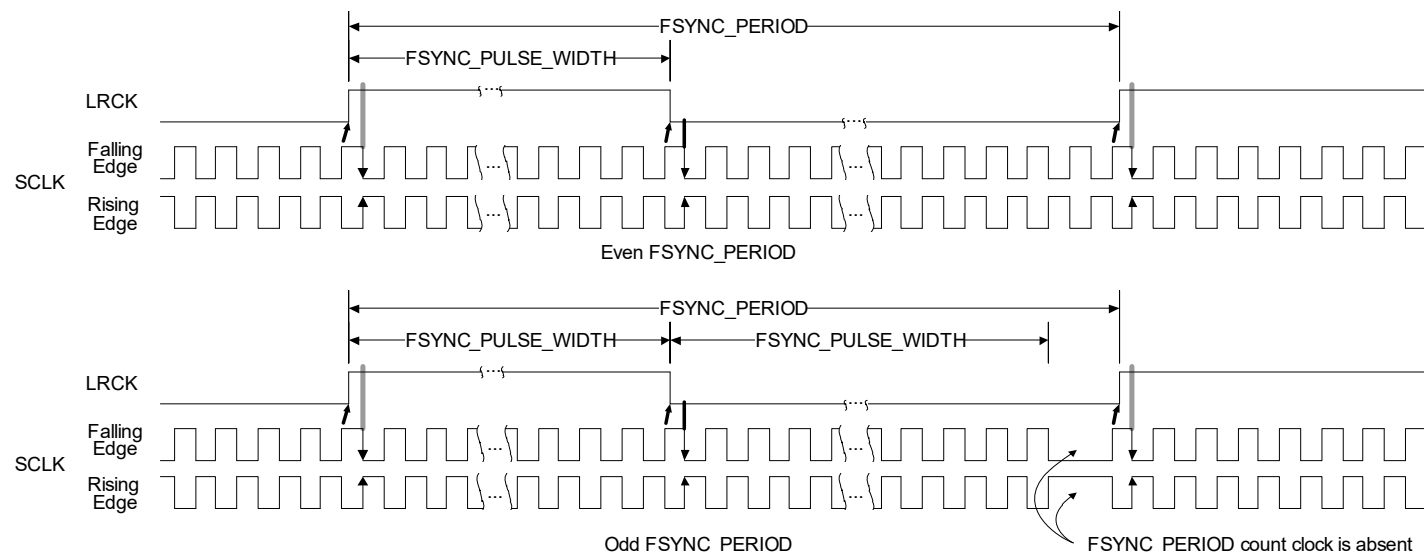 FSYNC_PERIOD
FSYNC_PULSE_WIDTH
...
LRCK
...
Falling
Edge
...
...
SCLK
Rising
Edge
...
...
Even FSYNC_PERIOD
FSYNC_PERIOD
FSYNC_PULSE_WIDTH FSYNC_PULSE_WIDTH
...
LRCK
...
Falling
Edge
...
...
SCLK
Rising
Edge
...
...
Odd FSYNC_PERIOD
FSYNC_PERIOD count clock is absent